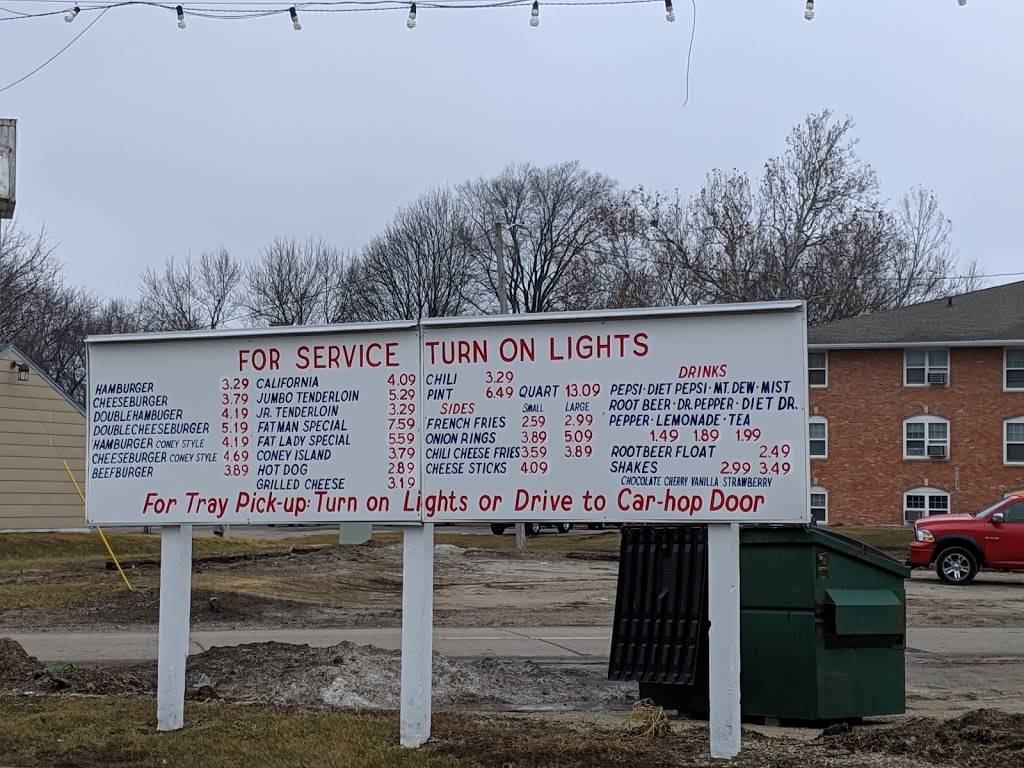 FOR SERVICE TURN ON LIGHTS
HAMBURGER 3.29
CHEESEBURGER 3.79
DOUBLEHAMBUGER 4.19
DOUBLECHEESEBURGER 5.19
HAMBURGER CONEY STYLE 4.19
CHEESEBURGER CONEY STYLE 4.69
BEEFBURGER 3.89
CALIFORNIA 4.09
JUMBO TENDERLOIN 5.29
JR. TENDERLOIN 3.29
FATMAN SPECIAL 7.59
FAT LADY SPECIAL 5.59
CONEY ISLAND 3.79
HOT DOG 2.89
GRILLED CHEESE 3.19
CHILI 3.29
PINT 6.49 QUART 13.09
SIDES SMALL LARGE
FRENCH FRIES 2.59 2.99
ONION RINGS 3.89 5.09
CHILI CHEESE FRIES 3.59 3.89
CHEESE STICKS 4.09
DRINKS
PEPSI·DIET PEPSI·MT. DEW·MIST
ROOT BEER·DR. PEPPER·DIET DR.
PEPPER·LEMONADE·TEA
1.49 1.89 1.99
ROOTBEER FLOAT 2.49
SHAKES 2.99 3.49
CHOCOLATE CHERRY VANILLA STRAWBERRY
For Tray Pick-up: Turn on Lights or Drive to Car-hop Door